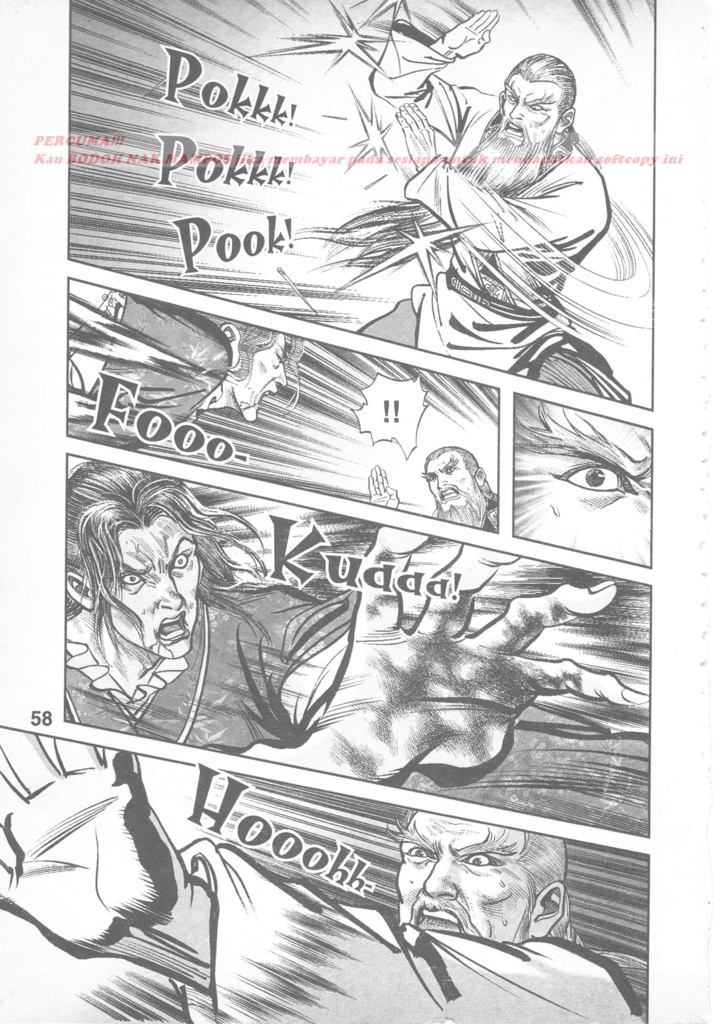 Pokkk!
PERCUMA!!!
Kau BODOH NAK MAMPOS jika membayar pada sesiapa untuk mendapatkan softcopy ini
Pokkk!
Pook!
!!
Fooo-
Kuaaa!
58
Hooohh-